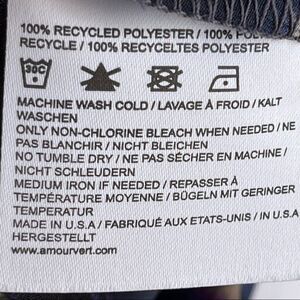 100% RECYCLED POLYESTER / 100%
RECYCLE / 100% RECYCELTES POLYESTER
30C
MACHINE WASH COLD / LAVAGE À FROID / KALT
WASCHEN
ONLY NON-CHLORINE BLEACH WHEN NEEDED / NE
PAS BLANCHIR / NICHT BLEICHEN
NO TUMBLE DRY / NE PAS SÉCHER EN MACHINE /
NICHT SCHLEUDERN
MEDIUM IRON IF NEEDED / REPASSER À
TEMPÉRATURE MOYENNE / BÜGELN MIT GERINGER
TEMPERATUR
MADE IN U.S.A / FABRIQUÉ AUX ETATS-UNIS / IN U.S.A
HERGESTELLT
www.amourvert.com